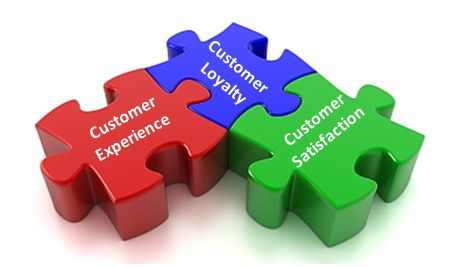 Customer
Experience
Customer
Loyalty
Customer
Satisfaction